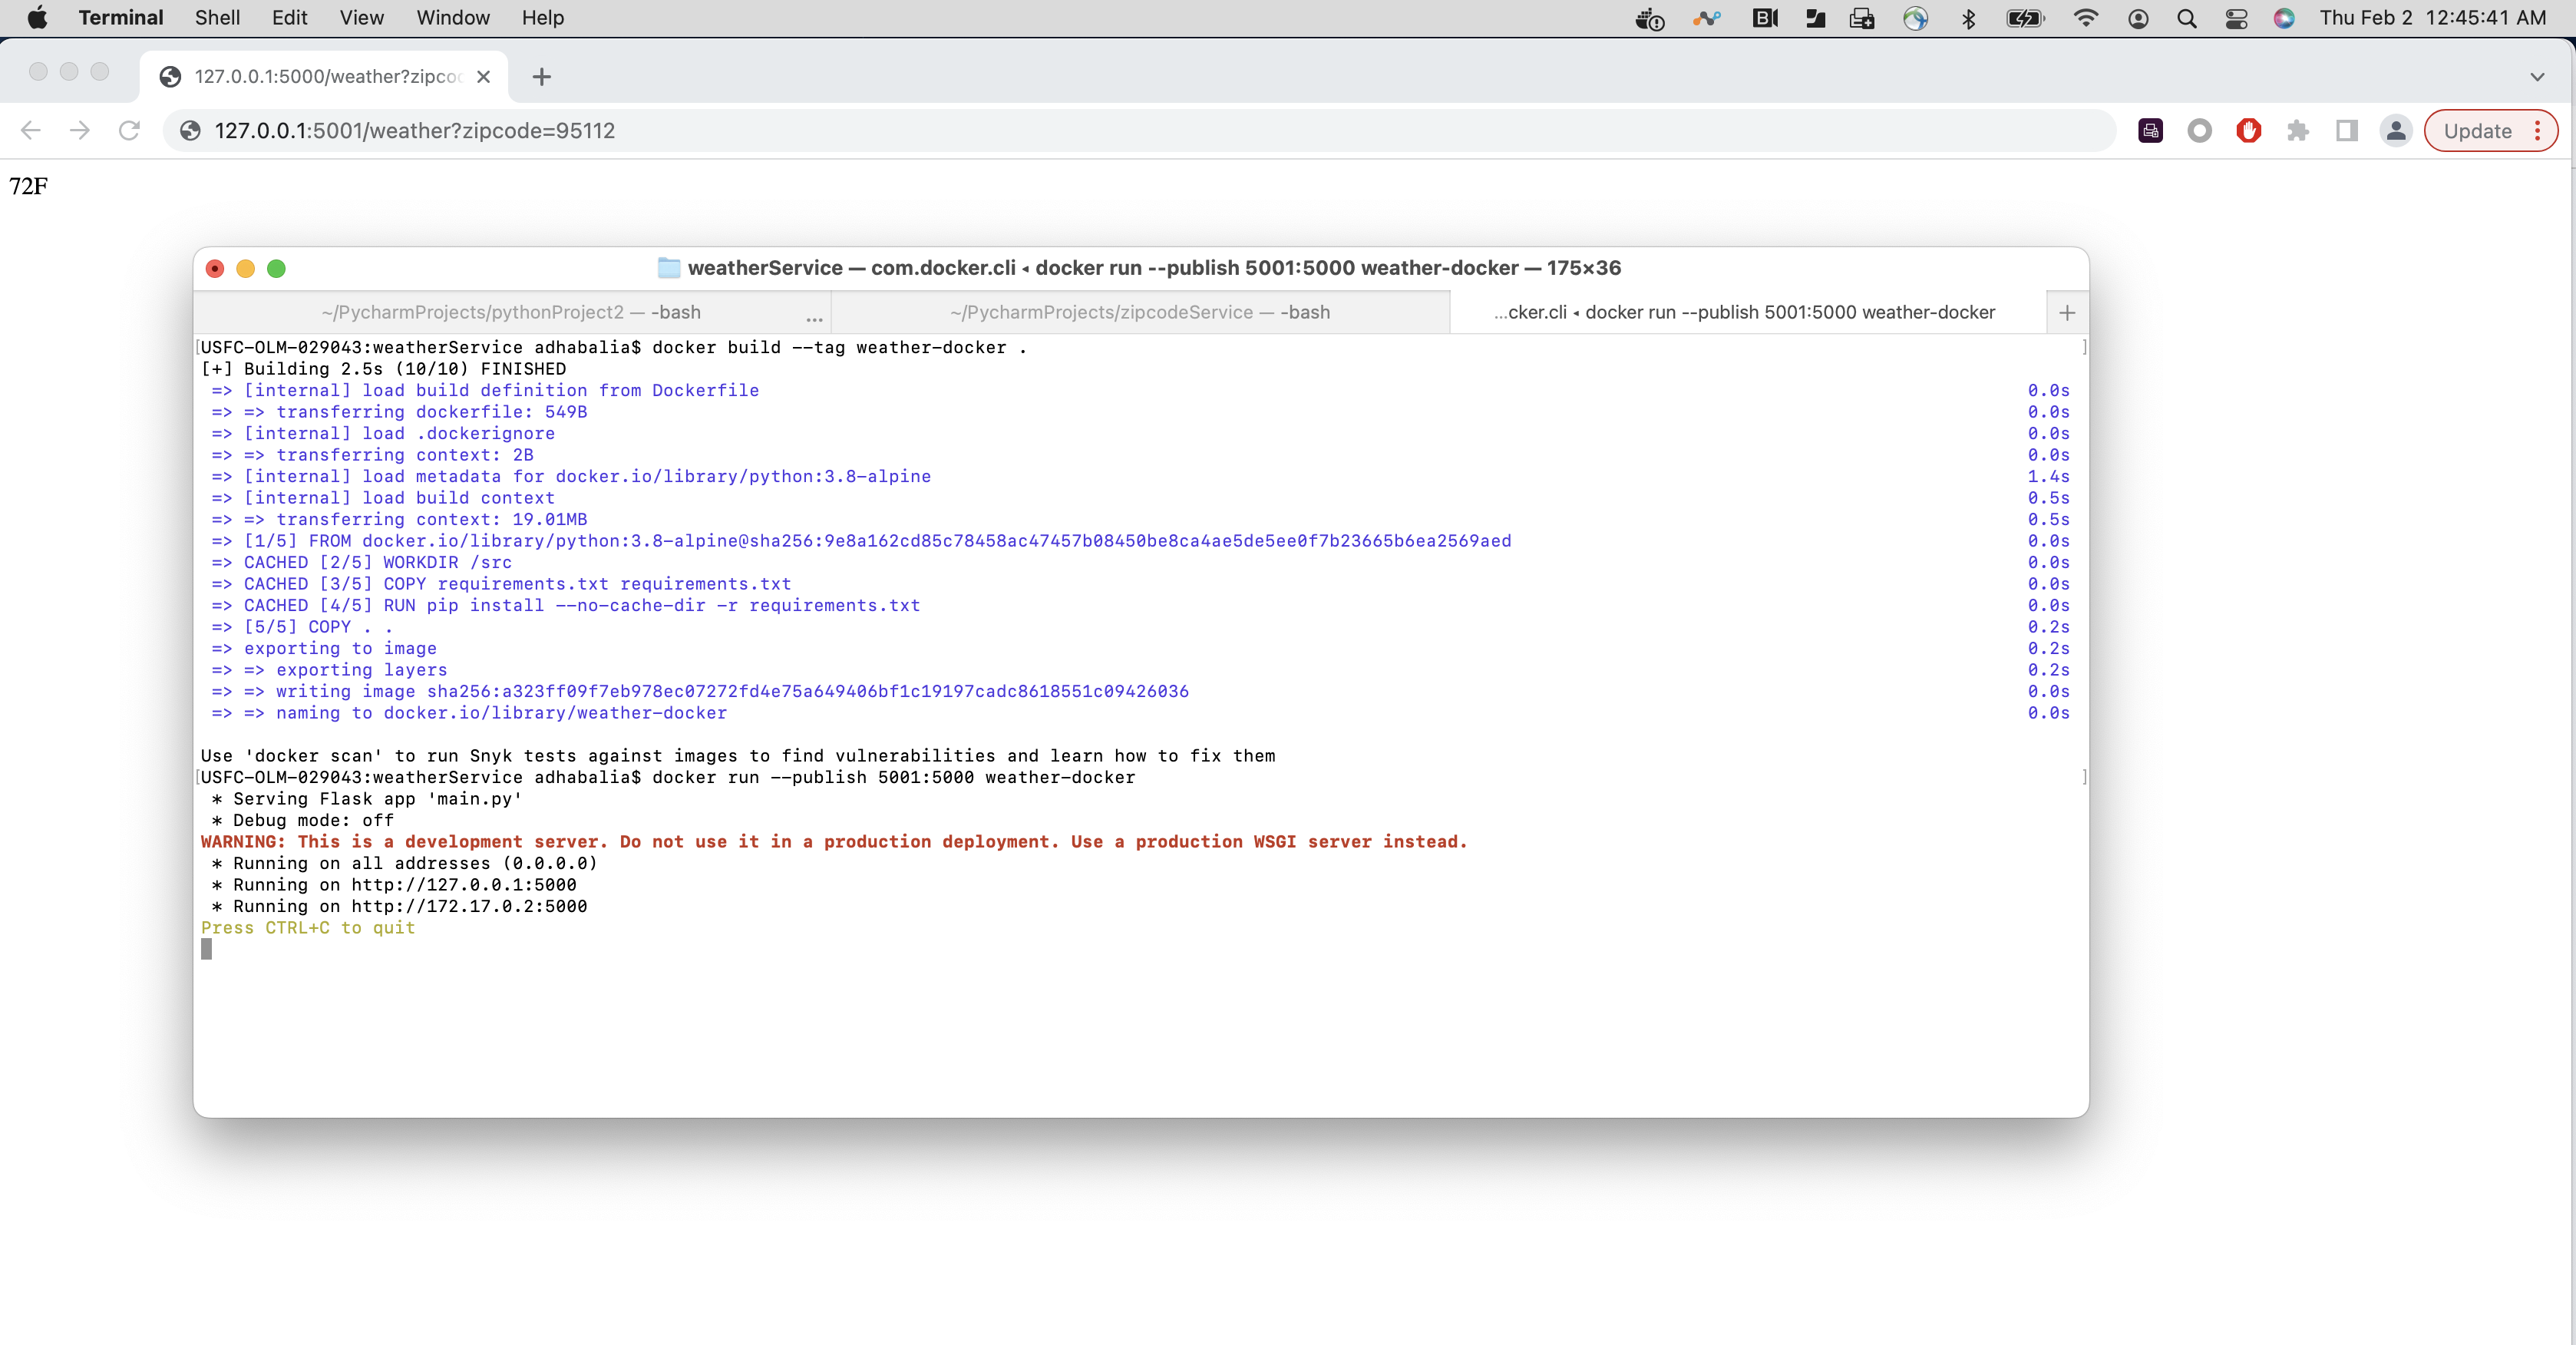 Terminal Shell Edit View Window Help Thu Feb 2 12:45:41 AM
127.0.0.1:5000/weather?zipcod
127.0.0.1:5001/weather?zipcode=95112 Update
72F
weatherService — com.docker.cli ◂ docker run --publish 5001:5000 weather-docker — 175×36
~/PycharmProjects/pythonProject2 — -bash ... ~/PycharmProjects/zipcodeService — -bash ...cker.cli ◂ docker run --publish 5001:5000 weather-docker +
[USFC-OLM-029043:weatherService adhabalia$ docker build --tag weather-docker . ]
[+] Building 2.5s (10/10) FINISHED
=> [internal] load build definition from Dockerfile 0.0s
=> => transferring dockerfile: 549B 0.0s
=> [internal] load .dockerignore 0.0s
=> => transferring context: 2B 0.0s
=> [internal] load metadata for docker.io/library/python:3.8-alpine 1.4s
=> [internal] load build context 0.5s
=> => transferring context: 19.01MB 0.5s
=> [1/5] FROM docker.io/library/python:3.8-alpine@sha256:9e8a162cd85c78458ac47457b08450be8ca4ae5de5ee0f7b23665b6ea2569aed 0.0s
=> CACHED [2/5] WORKDIR /src 0.0s
=> CACHED [3/5] COPY requirements.txt requirements.txt 0.0s
=> CACHED [4/5] RUN pip install --no-cache-dir -r requirements.txt 0.0s
=> [5/5] COPY . . 0.2s
=> exporting to image 0.2s
=> => exporting layers 0.2s
=> => writing image sha256:a323ff09f7eb978ec07272fd4e75a649406bf1c19197cadc8618551c09426036 0.0s
=> => naming to docker.io/library/weather-docker 0.0s
Use 'docker scan' to run Snyk tests against images to find vulnerabilities and learn how to fix them
[USFC-OLM-029043:weatherService adhabalia$ docker run --publish 5001:5000 weather-docker ]
* Serving Flask app 'main.py'
* Debug mode: off
WARNING: This is a development server. Do not use it in a production deployment. Use a production WSGI server instead.
* Running on all addresses (0.0.0.0)
* Running on http://127.0.0.1:5000
* Running on http://172.17.0.2:5000
Press CTRL+C to quit